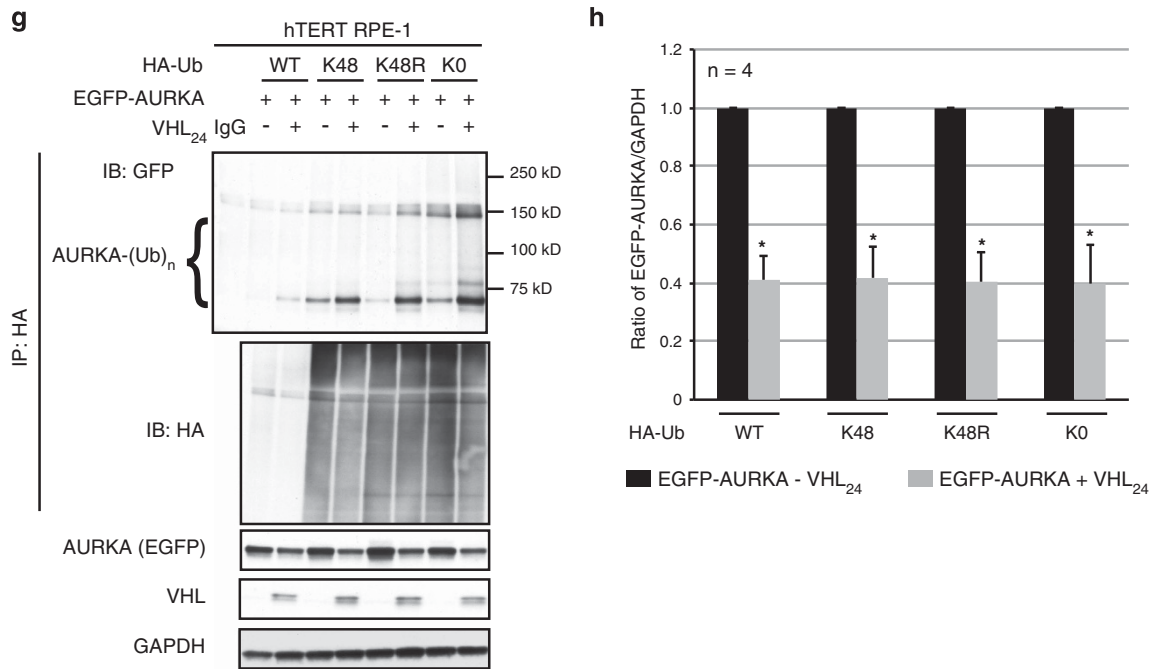 g
hTERT RPE-1
HA-Ub WT K48 K48R K0
EGFP-AURKA + + + + + + + +
VHL24 IgG - + - + - + - +
IB: GFP
250 kD
150 kD
100 kD
75 kD
AURKA-(Ub)n {
IP: HA
IB: HA
AURKA (EGFP)
VHL
GAPDH
h
n = 4
Ratio of EGFP-AURKA/GAPDH
1.2
1.0
0.8
0.6
0.4
0.2
0
* * * *
HA-Ub WT K48 K48R K0
EGFP-AURKA - VHL24 EGFP-AURKA + VHL24